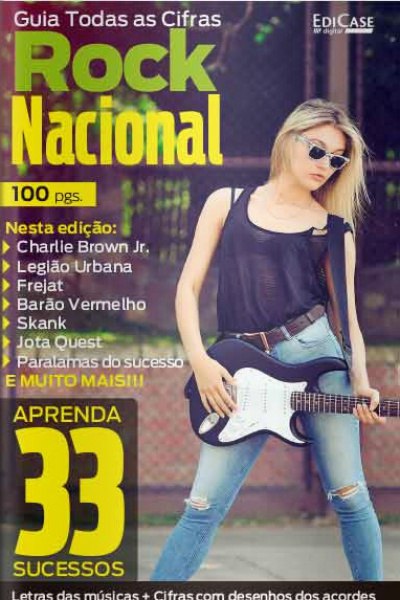 Guia Todas as Cifras
EDICASE
digital
Rock
Nacional
100 pgs.
Nesta edição:
Charlie Brown Jr.
Legião Urbana
Frejat
Barão Vermelho
Skank
Jota Quest
Paralamas do sucesso
E MUITO MAIS!!!
APRENDA
33
SUCESSOS
Letras das músicas + Cifras com desenhos dos acordes